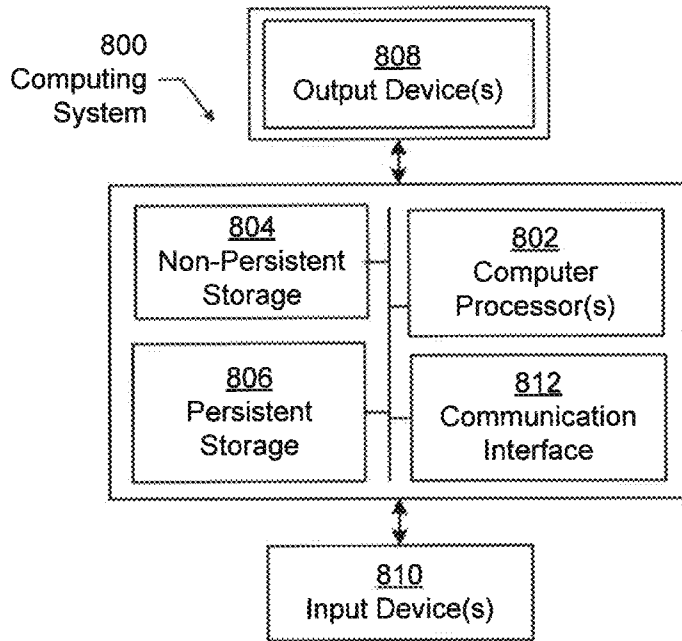 800
Computing
System
808
Output Device(s)
804
Non-Persistent
Storage
802
Computer
Processor(s)
806
Persistent
Storage
812
Communication
Interface
810
Input Device(s)